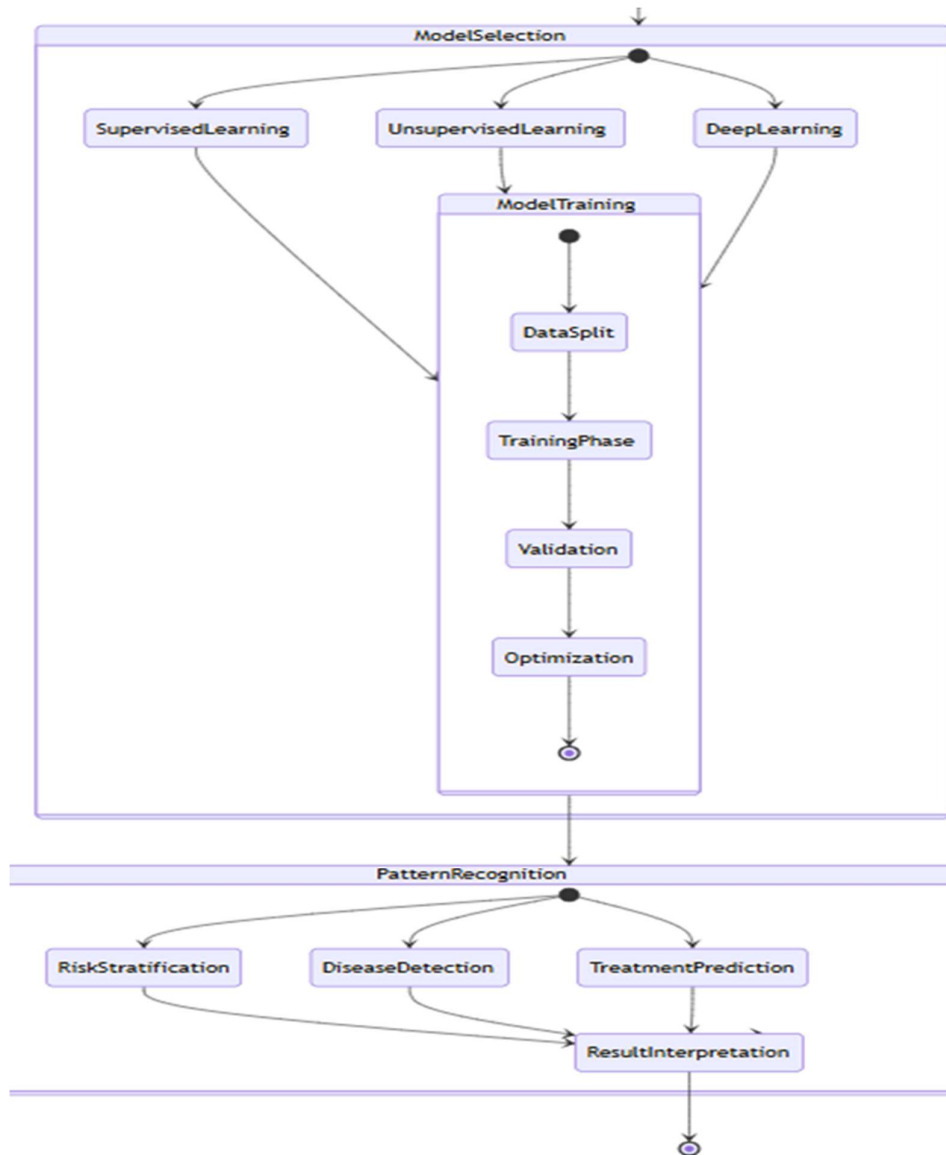 ModelSelection
SupervisedLearning
UnsupervisedLearning
DeepLearning
ModelTraining
DataSplit
TrainingPhase
Validation
Optimization
PatternRecognition
RiskStratification
DiseaseDetection
TreatmentPrediction
ResultInterpretation